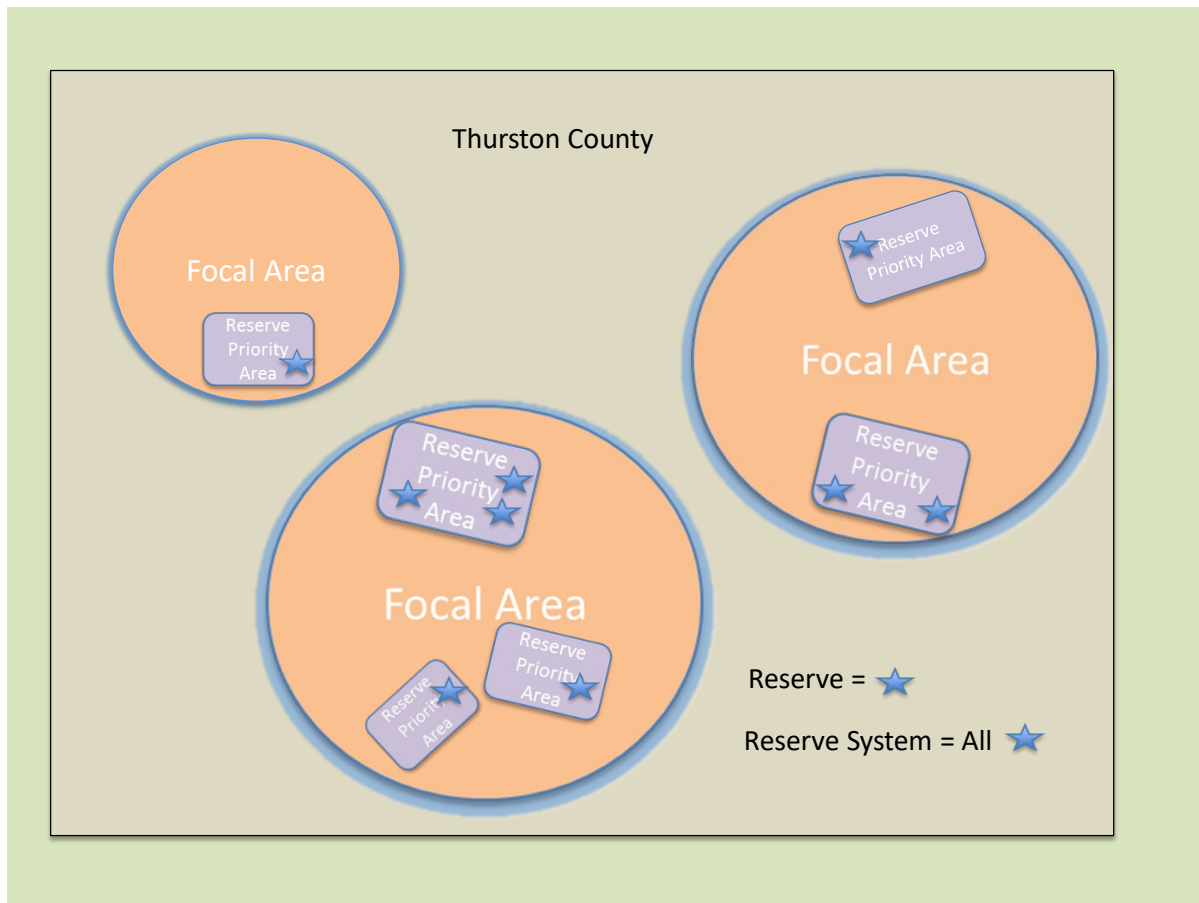 Thurston County
Focal Area
Reserve
Priority
Area
Reserve
Priority Area
Focal Area
Reserve
Priority
Area
Reserve
Priority
Area
Focal Area
Reserve
Priority
Area
Reserve
Priority
Area
Reserve =
Reserve System = All